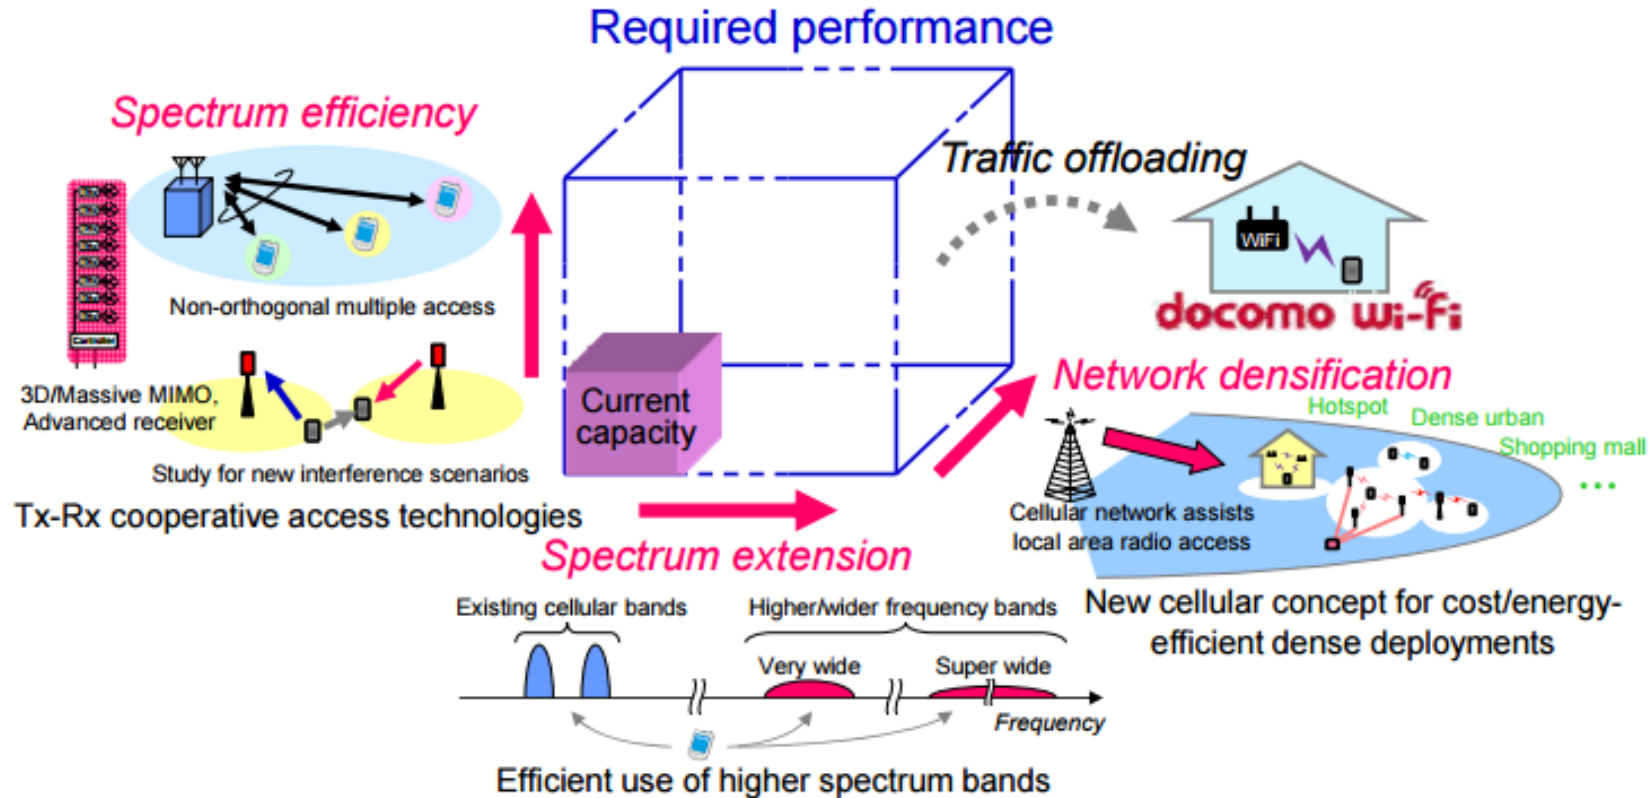 Required performance
Spectrum efficiency
Non-orthogonal multiple access
3D/Massive MIMO,
Advanced receiver
Study for new interference scenarios
Tx-Rx cooperative access technologies
Current
capacity
Traffic offloading
WiFi
docomo wi-fi
Network densification
Hotspot
Dense urban
Shopping mall
...
Cellular network assists
local area radio access
New cellular concept for cost/energy-
efficient dense deployments
Spectrum extension
Existing cellular bands
Higher/wider frequency bands
Very wide
Super wide
Frequency
Efficient use of higher spectrum bands